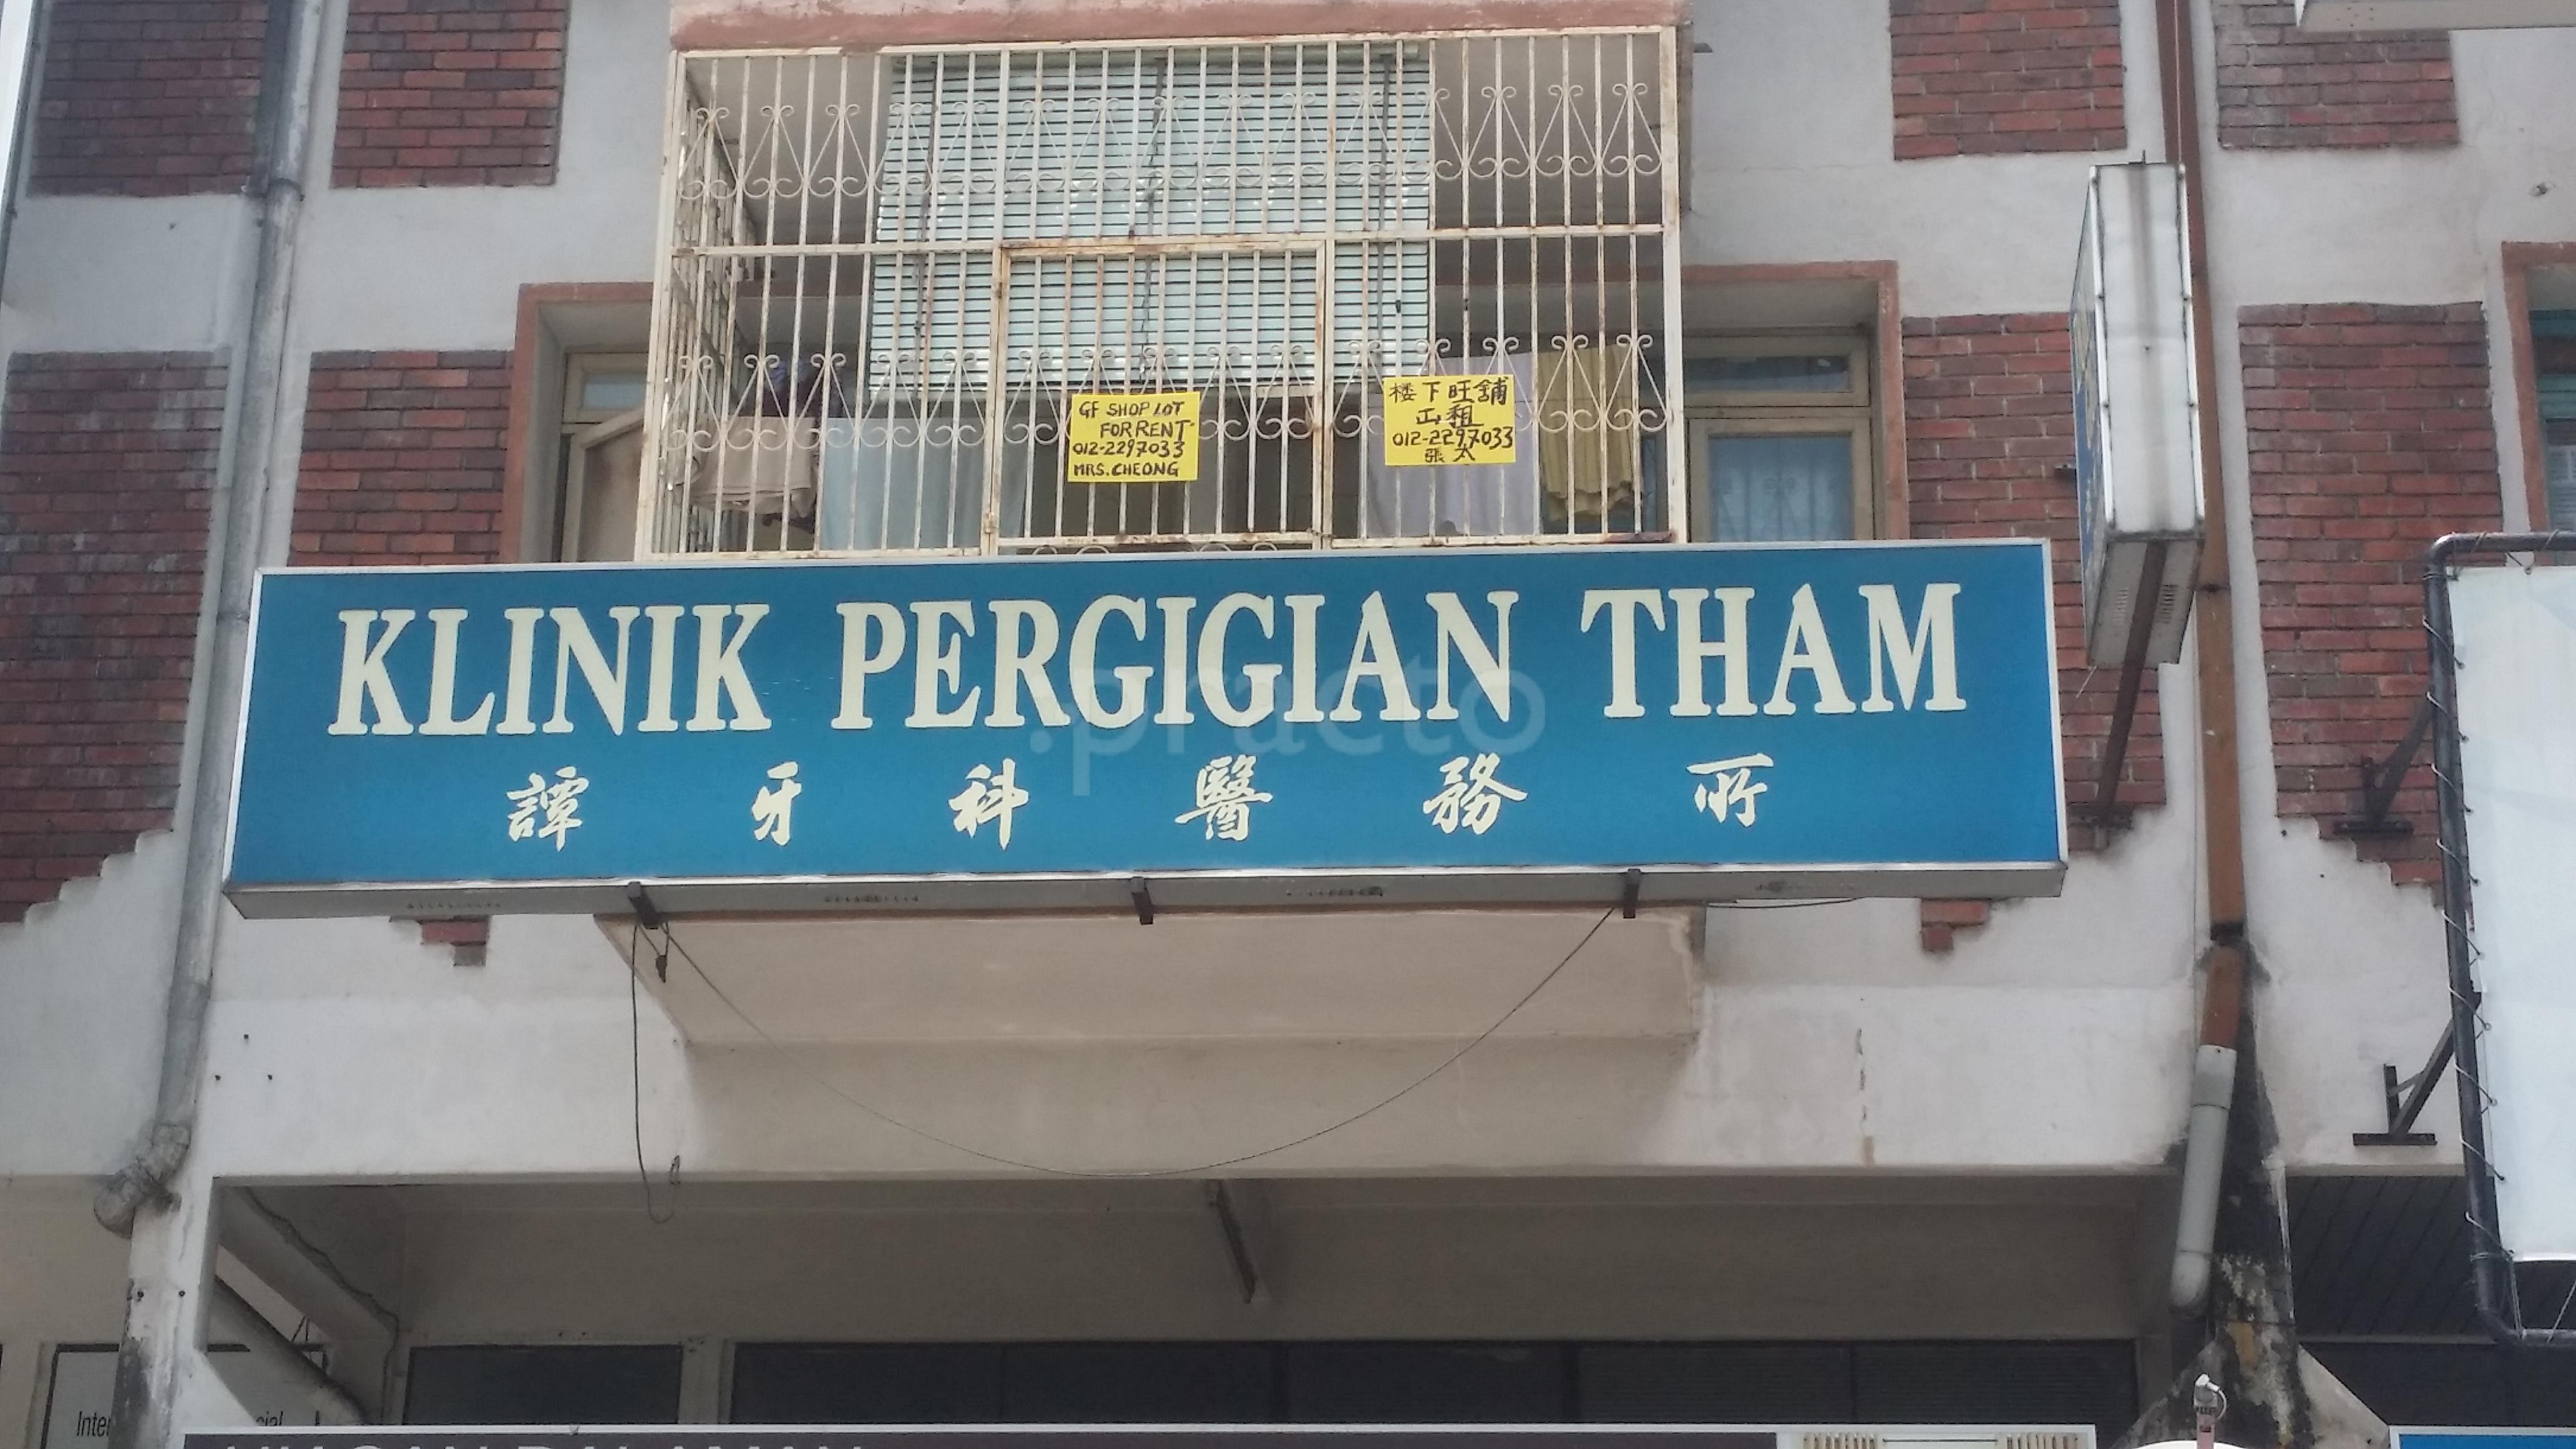 GF SHOP LOT
FOR RENT
012-2297033
MRS. CHEONG
楼下旺舖
出租
012-2297033
張太
KLINIK PERGIGIAN THAM
.practo
譚牙科醫務所